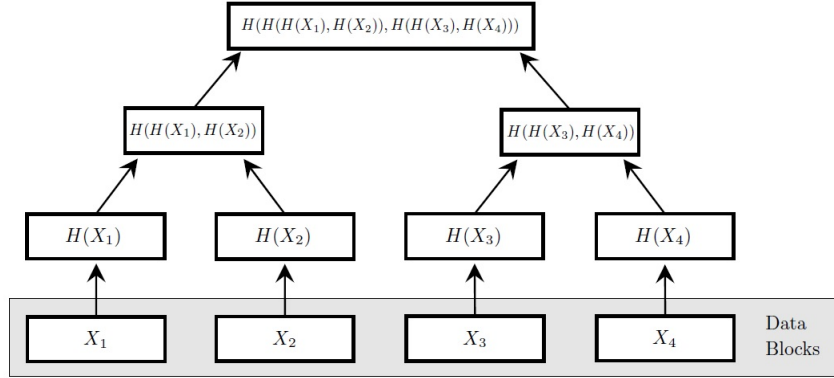 H(H(H(X₁), H(X₂)), H(H(X₃), H(X₄)))
H(H(X₁), H(X₂))
H(H(X₃), H(X₄))
H(X₁)
H(X₂)
H(X₃)
H(X₄)
X₁
X₂
X₃
X₄
Data
Blocks